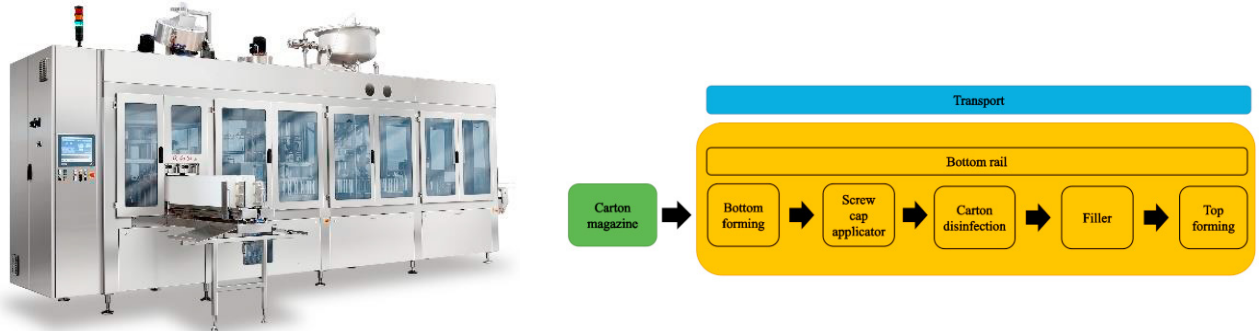 Transport
Bottom rail
Carton
magazine
Bottom
forming
Screw
cap
applicator
Carton
disinfection
Filler
Top
forming